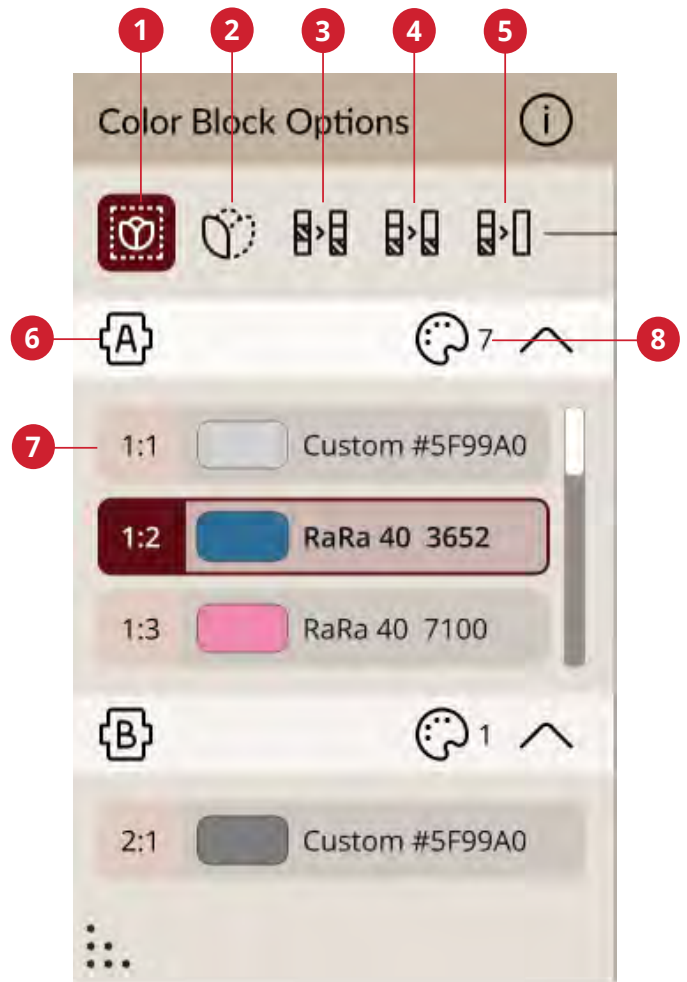 1 2 3 4 5
Color Block Options i
6 A 7 8
7 1:1 Custom #5F99A0
1:2 RaRa 40 3652
1:3 RaRa 40 7100
B 1
2:1 Custom #5F99A0